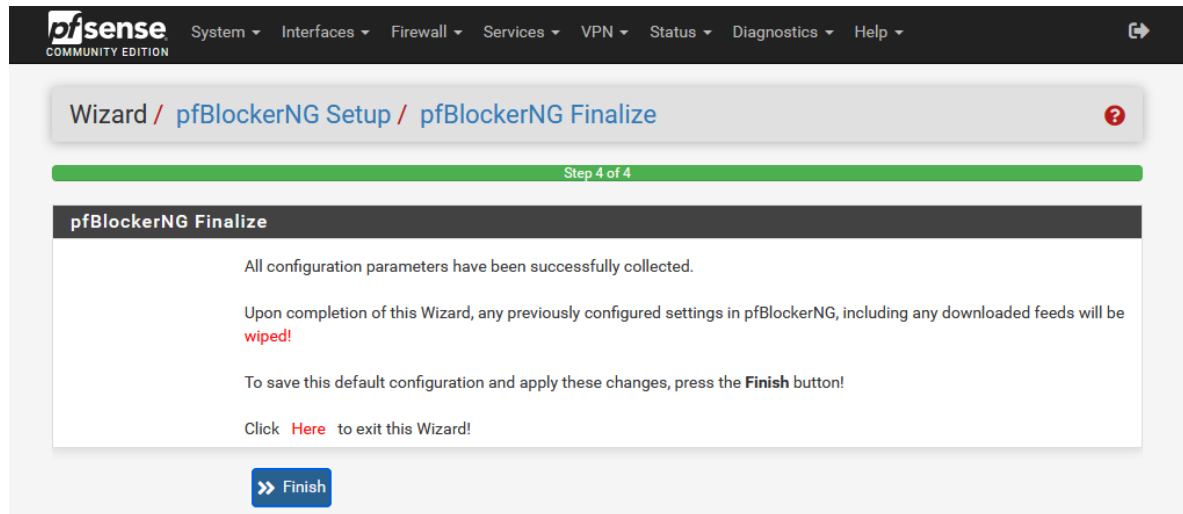 pfsense System Interfaces Firewall Services VPN Status Diagnostics Help
COMMUNITY EDITION
Wizard / pfBlockerNG Setup / pfBlockerNG Finalize
Step 4 of 4
pfBlockerNG Finalize
All configuration parameters have been successfully collected.
Upon completion of this Wizard, any previously configured settings in pfBlockerNG, including any downloaded feeds will be
wiped!
To save this default configuration and apply these changes, press the Finish button!
Click Here to exit this Wizard!
Finish